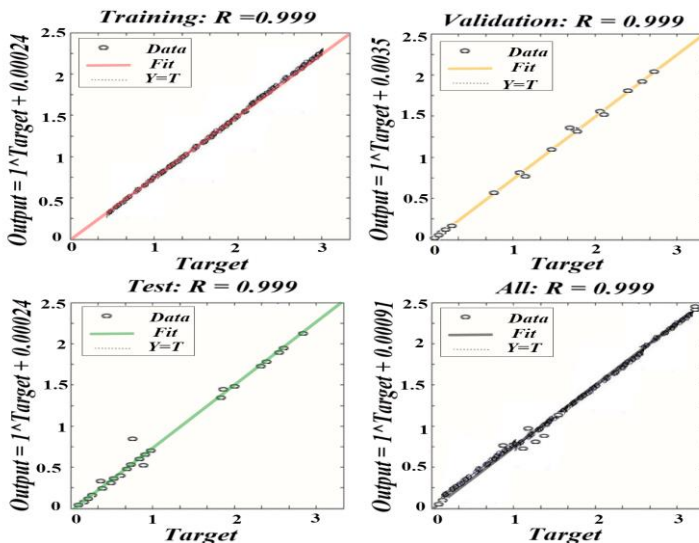 Training: R =0.999
Output = 1^Target + 0.00024
2.5
2
1.5
1
0.5
0
Data
Fit
Y=T
0 1 2 3
Target
Validation: R = 0.999
Output = 1^Target + 0.0035
2.5
2
1.5
1
0.5
0
Data
Fit
Y=T
0 1 2 3
Target
Test: R = 0.999
Output = 1^Target + 0.00024
2.5
2
1.5
1
0.5
0
Data
Fit
Y=T
0 1 2 3
Target
All: R = 0.999
Output = 1^Target + 0.00091
2.5
2
1.5
1
0.5
0
Data
Fit
Y=T
0 1 2 3
Target